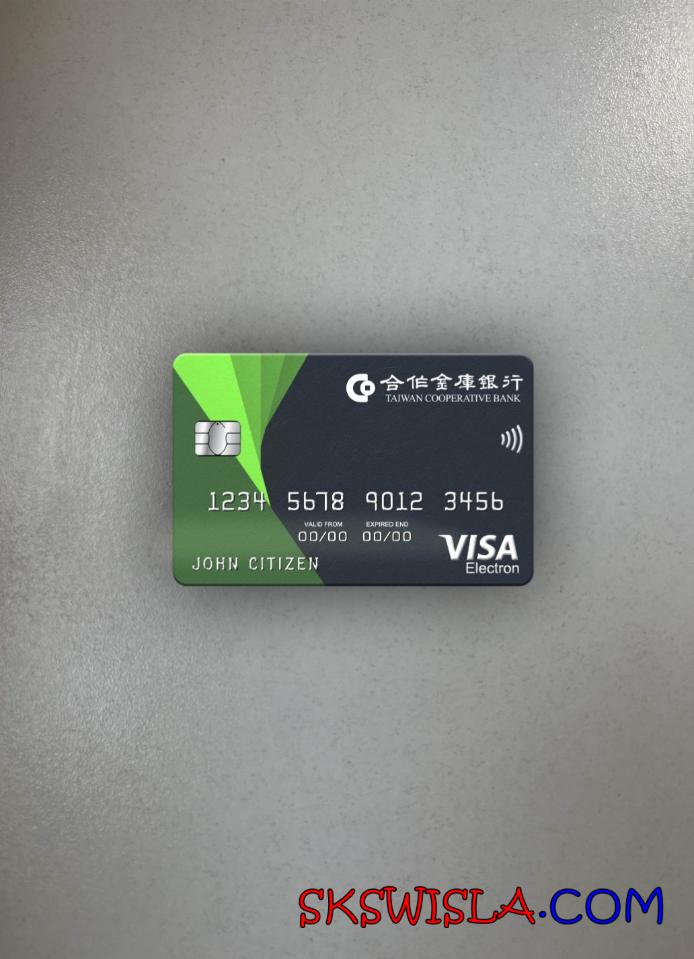 合作金庫銀行
TAIWAN COOPERATIVE BANK
1234 5678 9012 3456
VALID FROM EXPIRED END
00/00 00/00
JOHN CITIZEN
VISA
Electron
SKSWISLA.COM